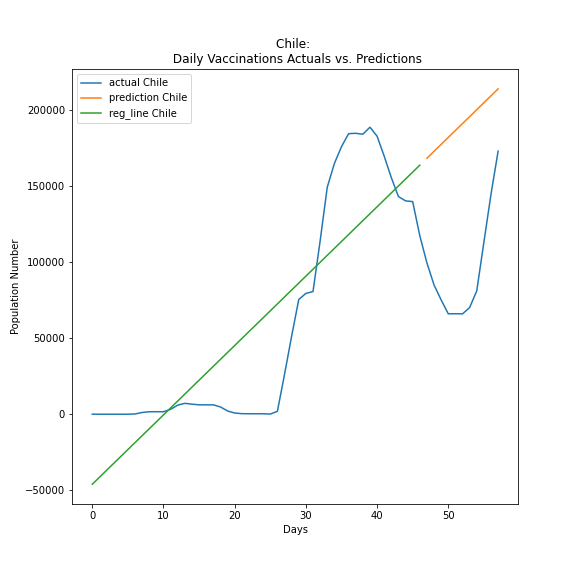 Chile:
Daily Vaccinations Actuals vs. Predictions
actual Chile
prediction Chile
reg_line Chile
200000
150000
100000
50000
0
−50000
Population Number
0 10 20 30 40 50
Days